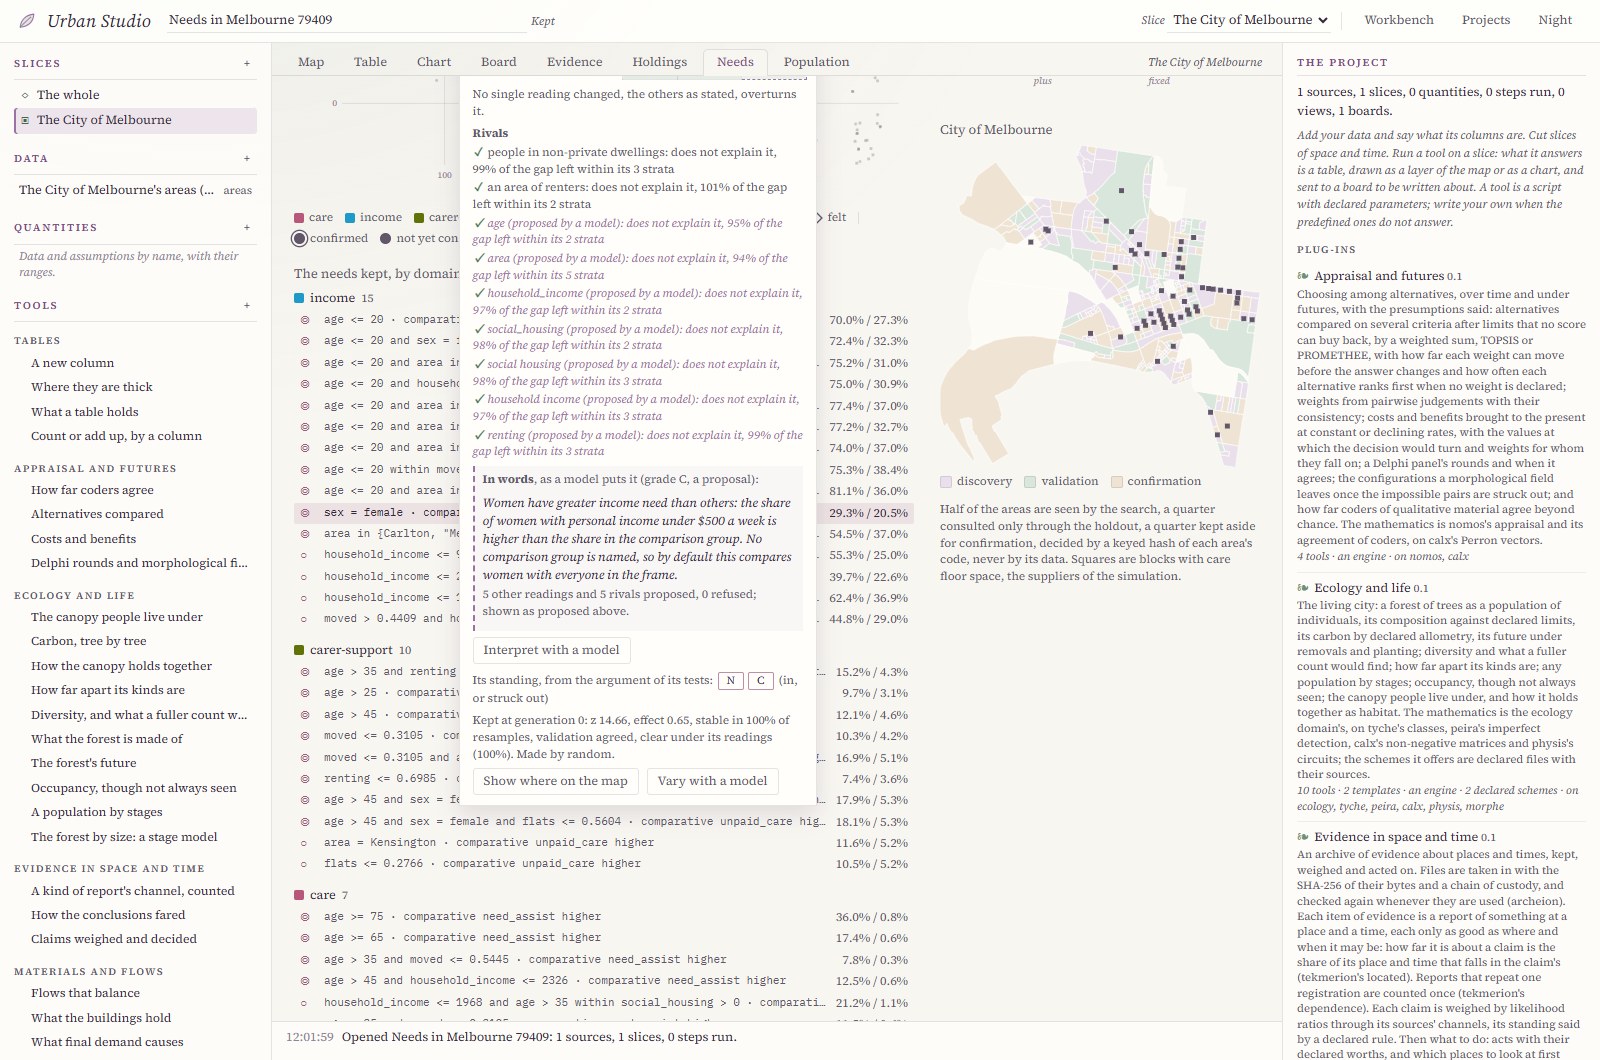 Urban Studio
Needs in Melbourne 79409
Kept
Slice The City of Melbourne
Workbench
Projects
Night
SLICES +
The whole
The City of Melbourne
DATA +
The City of Melbourne's areas (... areas
QUANTITIES +
Data and assumptions by name, with their
ranges.
TOOLS +
TABLES
A new column
Where they are thick
What a table holds
Count or add up, by a column
APPRAISAL AND FUTURES
How far coders agree
Alternatives compared
Costs and benefits
Delphi rounds and morphological fi...
ECOLOGY AND LIFE
The canopy people live under
Carbon, tree by tree
How the canopy holds together
How far apart its kinds are
Diversity, and what a fuller count w...
What the forest is made of
The forest's future
Occupancy, though not always seen
A population by stages
The forest by size: a stage model
EVIDENCE IN SPACE AND TIME
A kind of report's channel, counted
How the conclusions fared
Claims weighed and decided
MATERIALS AND FLOWS
Flows that balance
What the buildings hold
What final demand causes
Map
Table
Chart
Board
Evidence
Holdings
Needs
Population
The City of Melbourne
0
100
care
income
carer
felt
confirmed
not yet con
The needs kept, by domain
income 15
age <= 20 · comparati 70.0% / 27.3%
age <= 20 and sex = 72.4% / 32.3%
age <= 20 and area in 75.2% / 31.0%
age <= 20 and househo 75.0% / 30.9%
age <= 20 and area in 77.4% / 37.0%
age <= 20 and area in 77.2% / 32.7%
age <= 20 and area in 74.0% / 37.0%
age <= 20 within move 75.3% / 38.4%
age <= 20 and area in 81.1% / 36.0%
sex = female · compar 29.3% / 20.5%
area in {Carlton, "Me 54.5% / 37.0%
household_income <= 9 55.3% / 25.0%
household_income <= 2 39.7% / 22.6%
household_income <= 1 62.4% / 36.9%
moved > 0.4409 and ho 44.8% / 29.0%
carer-support 10
age > 35 and renting 15.2% / 4.3%
age > 25 · comparativ 9.7% / 3.1%
age > 45 · comparativ 12.1% / 4.6%
moved <= 0.3105 · com 10.3% / 4.2%
moved <= 0.3105 and a 16.9% / 5.1%
renting <= 0.6985 · c 7.4% / 3.6%
age > 45 and sex = fe 17.9% / 5.3%
age > 45 and sex = female and flats <= 0.5604 · comparative unpaid_care hig… 18.1% / 5.3%
area = Kensington · comparative unpaid_care higher 11.6% / 5.2%
flats <= 0.2766 · comparative unpaid_care higher 10.5% / 5.2%
care 7
age >= 75 · comparative need_assist higher 36.0% / 0.8%
age >= 65 · comparative need_assist higher 17.4% / 0.6%
age > 35 and moved <= 0.5445 · comparative need_assist higher 7.8% / 0.3%
age > 45 and household_income <= 2326 · comparative need_assist higher 12.5% / 0.6%
household_income <= 1968 and age > 35 within social_housing > 0 · comparati… 21.2% / 1.1%
No single reading changed, the others as stated, overturns
it.
Rivals
✓ people in non-private dwellings: does not explain it,
99% of the gap left within its 2 strata
✓ an area of renters: does not explain it, 101% of the gap
left within its 2 strata
✓ age (proposed by a model): does not explain it, 95% of the
gap left within its 2 strata
✓ area (proposed by a model): does not explain it, 94% of the
gap left within its 5 strata
✓ household_income (proposed by a model): does not explain it,
97% of the gap left within its 2 strata
✓ social_housing (proposed by a model): does not explain it,
98% of the gap left within its 2 strata
✓ social housing (proposed by a model): does not explain it,
98% of the gap left within its 3 strata
✓ household income (proposed by a model): does not explain it,
97% of the gap left within its 3 strata
✓ renting (proposed by a model): does not explain it, 99% of the
gap left within its 3 strata
In words, as a model puts it (grade C, a proposal):
Women have greater income need than others: the share
of women with personal income under $500 a week is
higher than the share in the comparison group. No
comparison group is named, so by default this compares
women with everyone in the frame.
5 other readings and 5 rivals proposed, 0 refused;
shown as proposed above.
Interpret with a model
Its standing, from the argument of its tests: N C (in,
or struck out)
Kept at generation 0: z 14.66, effect 0.65, stable in 100% of
resamples, validation agreed, clear under its readings
(100%). Made by random.
Show where on the map
Vary with a model
plus
fixed
City of Melbourne
discovery
validation
confirmation
Half of the areas are seen by the search, a quarter
consulted only through the holdout, a quarter kept aside
for confirmation, decided by a keyed hash of each area's
code, never by its data. Squares are blocks with care
floor space, the suppliers of the simulation.
12:01:59 Opened Needs in Melbourne 79409: 1 sources, 1 slices, 0 steps run.
THE PROJECT
1 sources, 1 slices, 0 quantities, 0 steps run, 0
views, 1 boards.
Add your data and say what its columns are. Cut slices
of space and time. Run a tool on a slice: what it answers
is a table, drawn as a layer of the map or as a chart, and
sent to a board to be written about. A tool is a script
with declared parameters; write your own when the
predefined ones do not answer.
PLUG-INS
Appraisal and futures 0.1
Choosing among alternatives, over time and under
futures, with the presumptions said: alternatives
compared on several criteria after limits that no score
can buy back, by a weighted sum, TOPSIS or
PROMETHEE, with how far each weight can move
before the answer changes and how often each
alternative ranks first when no weight is declared;
weights from pairwise judgements with their
consistency; costs and benefits brought to the present
at constant or declining rates, with the values at
which the decision would turn and weights for whom
they fall on; a Delphi panel's rounds and when it
agrees; the configurations a morphological field
leaves once the impossible pairs are struck out; and
how far coders of qualitative material agree beyond
chance. The mathematics is nomos's appraisal and its
agreement of coders, on calx's Perron vectors.
4 tools · an engine · on nomos, calx
Ecology and life 0.1
The living city: a forest of trees as a population of
individuals, its composition against declared limits,
its carbon by declared allometry, its future under
removals and planting; diversity and what a fuller
count would find; how far apart its kinds are; any
population by stages; occupancy, though not always
seen; the canopy people live under, and how it holds
together as habitat. The mathematics is the ecology
domain's, on tyche's classes, peira's imperfect
detection, calx's non-negative matrices and physis's
circuits; the schemes it offers are declared files with
their sources.
10 tools · 2 templates · an engine · 2 declared schemes · on
ecology, tyche, peira, calx, physis, morphe
Evidence in space and time 0.1
An archive of evidence about places and times, kept,
weighed and acted on. Files are taken in with the
SHA-256 of their bytes and a chain of custody, and
checked again whenever they are used (archeion).
Each item of evidence is a report of something at a
place and a time, each only as good as where and
when it may be: how far it is about a claim is the
share of its place and time that falls in the claim's
(tekmerion's located). Reports that repeat one
registration are counted once (tekmerion's
dependence). Each claim is weighed by likelihood
ratios through its sources' channels, its standing said
by a declared rule. Then what to do: acts with their
declared worths, and which places to look at first